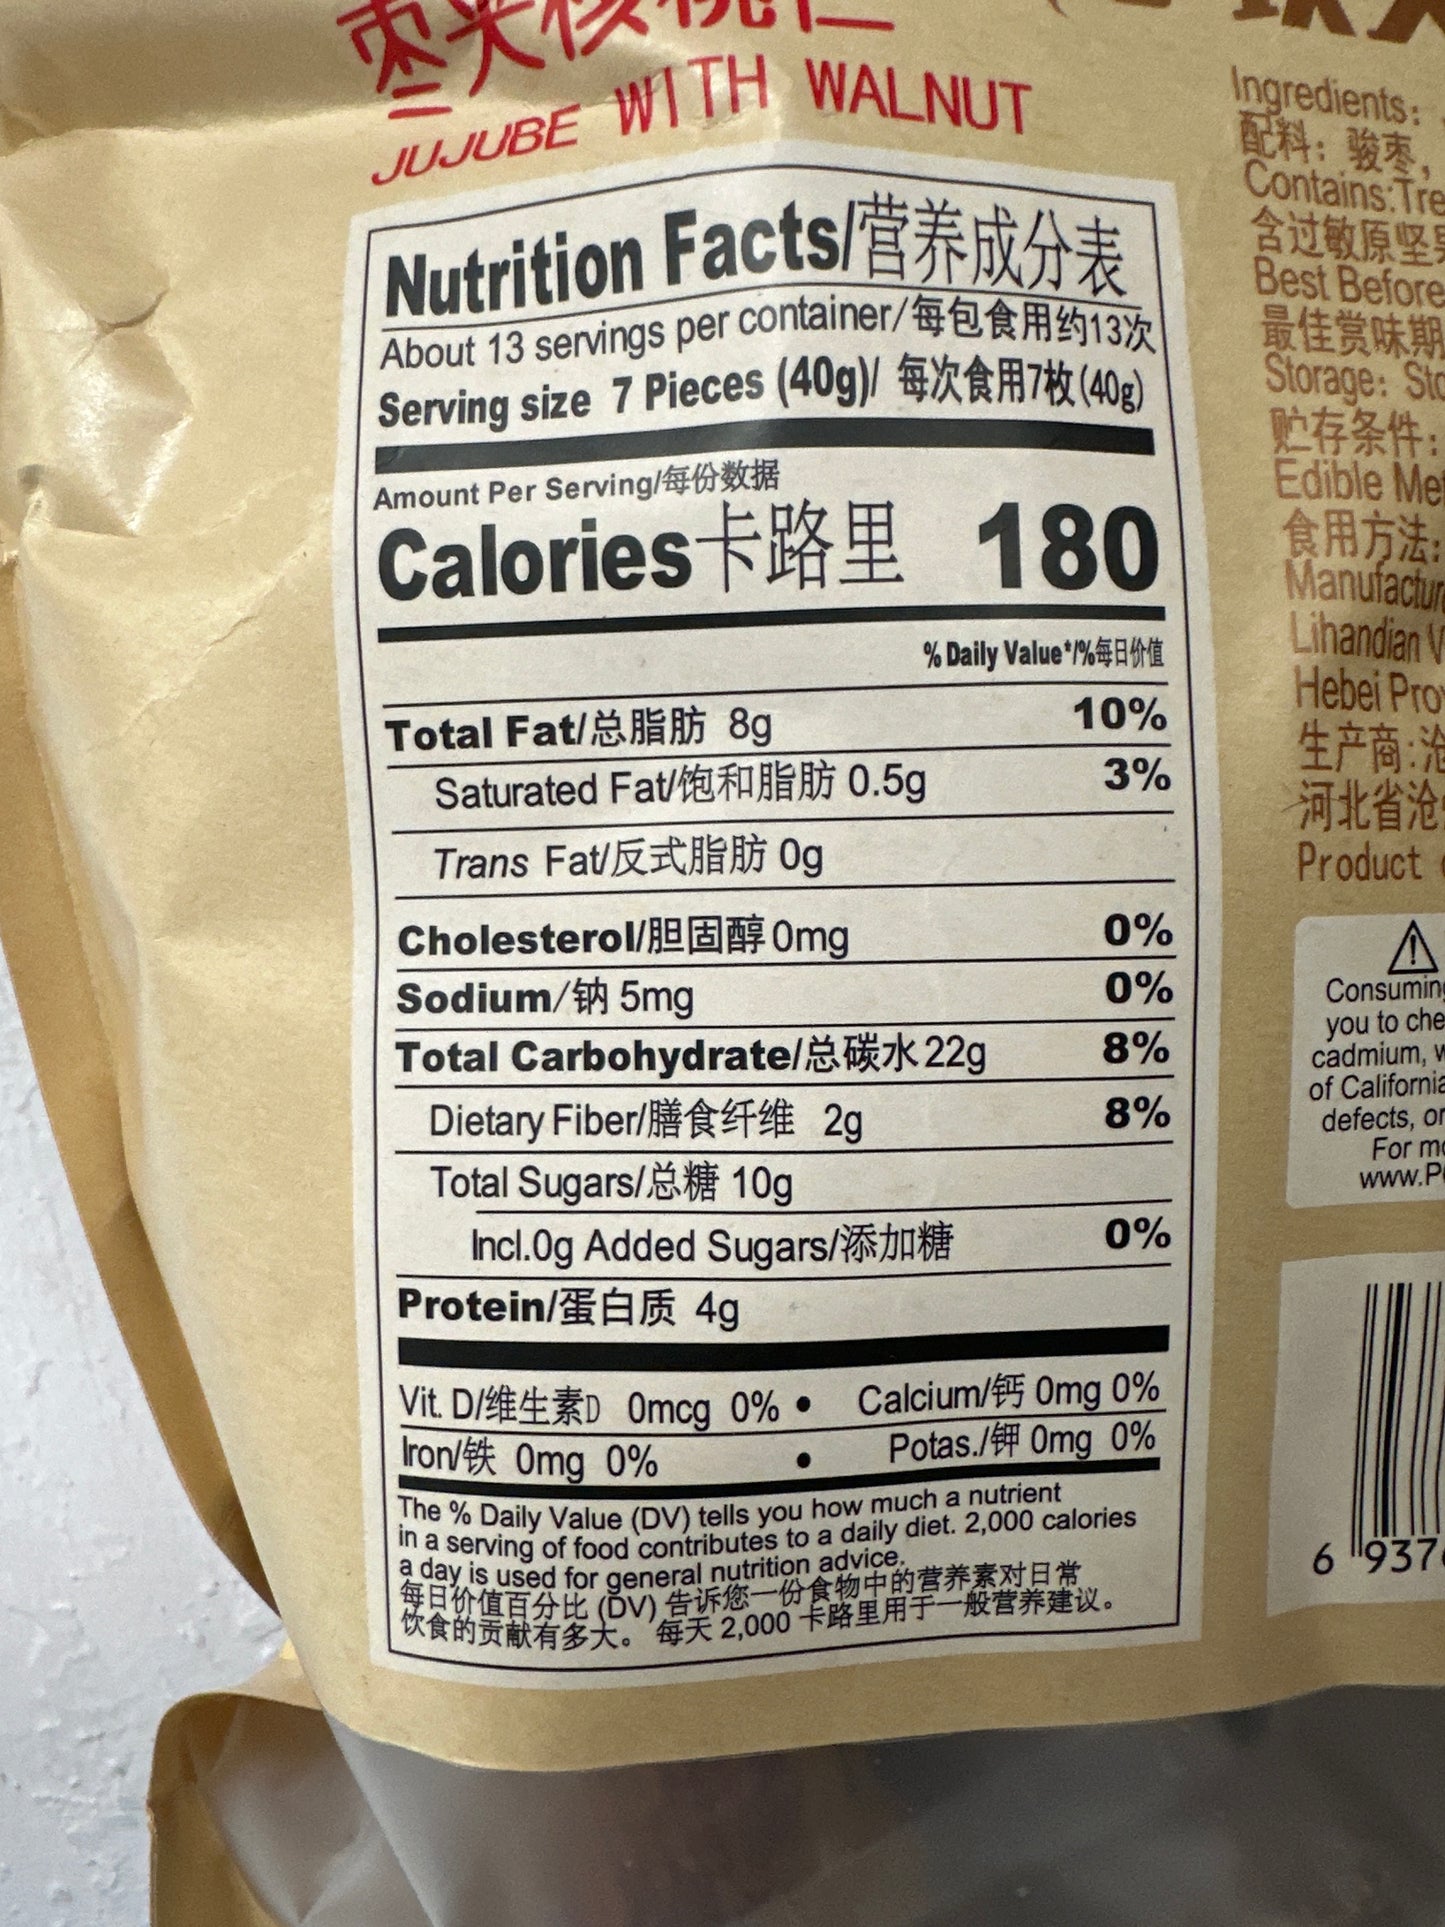 枣夹核桃仁
JUJUBE WITH WALNUT
Nutrition Facts/营养成分表
About 13 servings per container/每包食用约13次
Serving size 7 Pieces (40g)/ 每次食用7枚(40g)
Amount Per Serving/每份数据
Calories卡路里 180
% Daily Value*/%每日价值
Total Fat/总脂肪 8g 10%
Saturated Fat/饱和脂肪 0.5g 3%
Trans Fat/反式脂肪 0g
Cholesterol/胆固醇 0mg 0%
Sodium/钠 5mg 0%
Total Carbohydrate/总碳水 22g 8%
Dietary Fiber/膳食纤维 2g 8%
Total Sugars/总糖 10g
Incl.0g Added Sugars/添加糖 0%
Protein/蛋白质 4g
Vit. D/维生素D 0mcg 0% • Calcium/钙 0mg 0%
Iron/铁 0mg 0% • Potas./钾 0mg 0%
The % Daily Value (DV) tells you how much a nutrient
in a serving of food contributes to a daily diet. 2,000 calories
a day is used for general nutrition advice.
每日价值百分比 (DV) 告诉您一份食物中的营养素对日常
饮食的贡献有多大。 每天 2,000 卡路里用于一般营养建议。
Ingredients:
配料: 骏枣,
Contains:Tre
含过敏原坚
Best Before
最佳赏味期
Storage: Sto
贮存条件:
Edible Me
食用方法:
Manufactur
Lihandian V
Hebei Prov
生产商:沧
河北省沧
Product
Consuming
you to che
cadmium, w
of California
defects, or
For mo
www.P
6 937